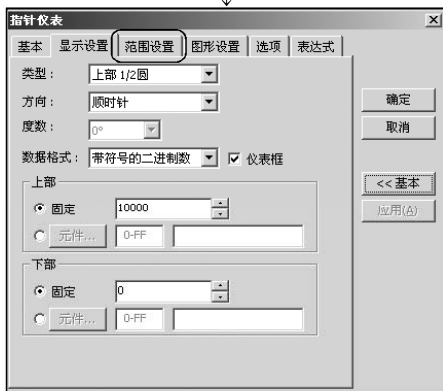 指针仪表
基本 显示设置 范围设置 图形设置 选项 表达式
类型： 上部 1/2圆
方向： 顺时针
度数： 0°
数据格式： 带符号的二进制数 仪表框
上部
固定 10000
元件... 0-FF
下部
固定 0
元件... 0-FF
确定
取消
<< 基本
应用(A)